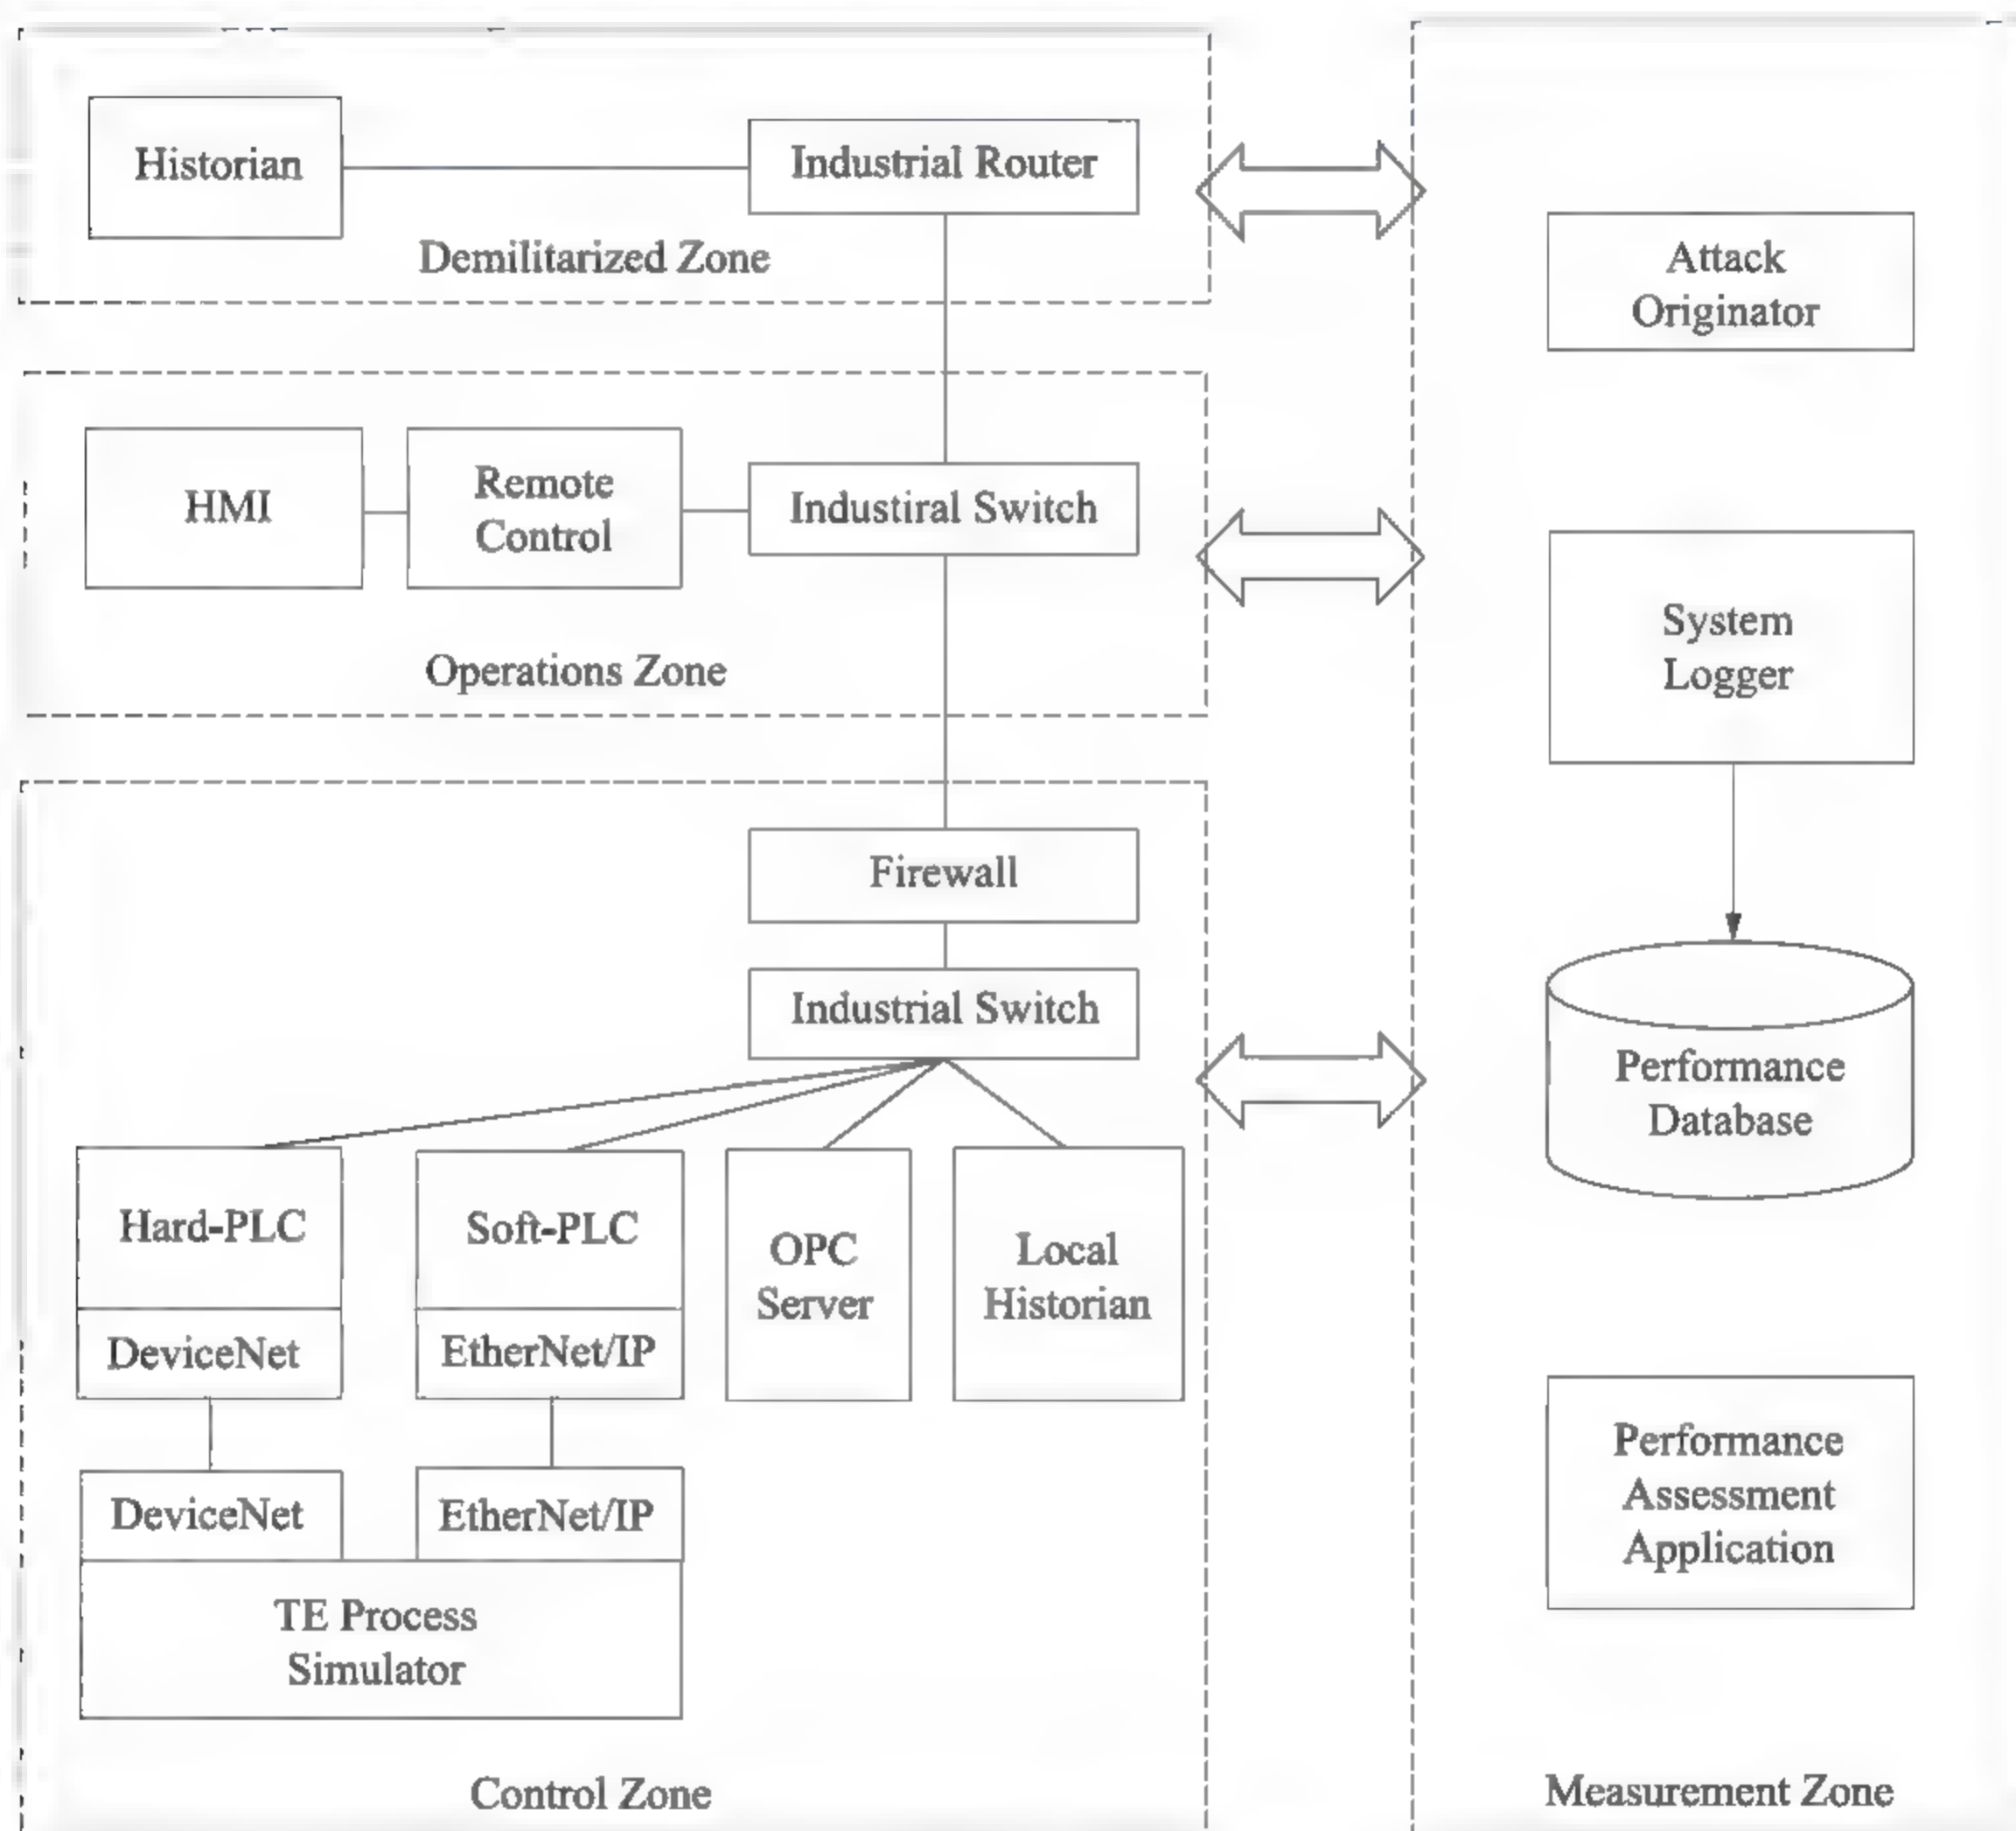 Historian
Industrial Router
Demilitarized Zone
HMI
Remote
Control
Industiral Switch
Operations Zone
Firewall
Industrial Switch
Hard-PLC
DeviceNet
Soft-PLC
EtherNet/IP
OPC
Server
Local
Historian
DeviceNet
EtherNet/IP
TE Process
Simulator
Control Zone
Attack
Originator
System
Logger
Performance
Database
Performance
Assessment
Application
Measurement Zone